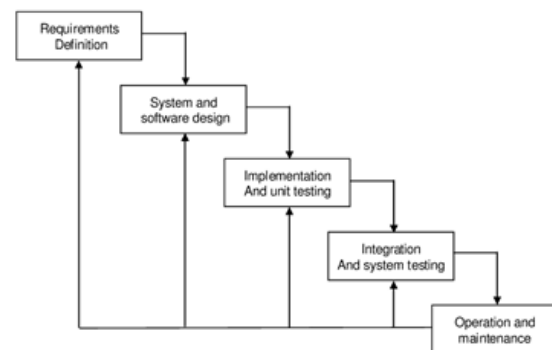 Requirements
Definition
System and
software design
Implementation
And unit testing
Integration
And system testing
Operation and
maintenance